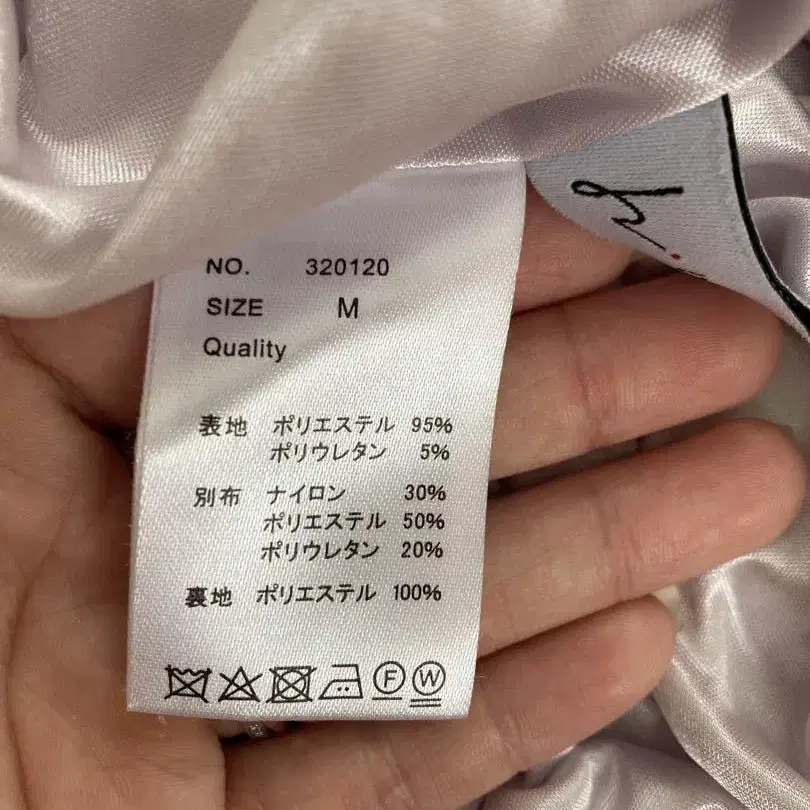 NO. 320120
SIZE M
Quality
表地 ポリエステル 95%
ポリウレタン 5%
別布 ナイロン 30%
ポリエステル 50%
ポリウレタン 20%
裏地 ポリエステル 100%
F W